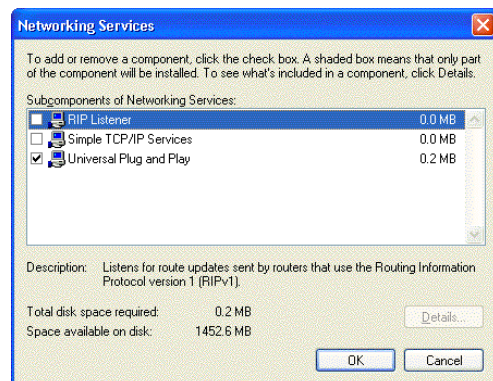 Networking Services
To add or remove a component, click the check box. A shaded box means that only part
of the component will be installed. To see what's included in a component, click Details.
Subcomponents of Networking Services:
RIP Listener 0.0 MB
Simple TCP/IP Services 0.0 MB
Universal Plug and Play 0.2 MB
Description: Listens for route updates sent by routers that use the Routing Information
Protocol version 1 (RIPv1).
Total disk space required: 0.2 MB
Space available on disk: 1452.6 MB
Details...
OK Cancel